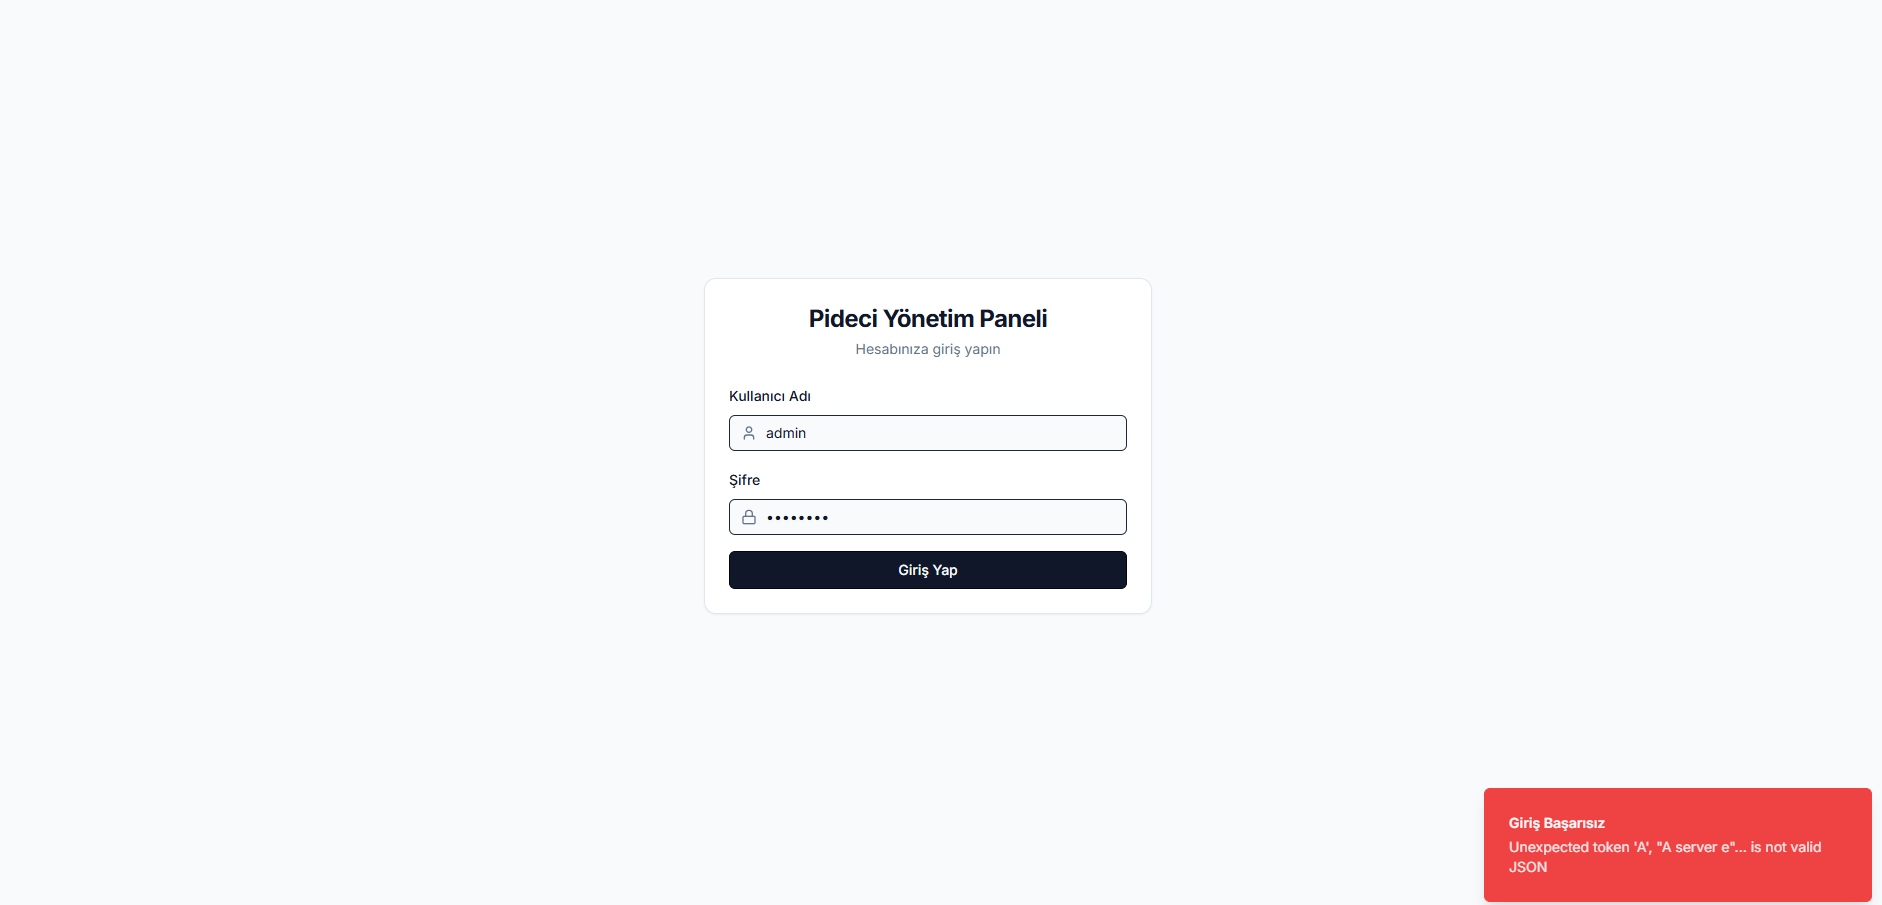 Pideci Yönetim Paneli
Hesabınıza giriş yapın
Kullanıcı Adı
admin
Şifre
••••••••
Giriş Yap
Giriş Başarısız
Unexpected token 'A', "A server e"... is not valid
JSON